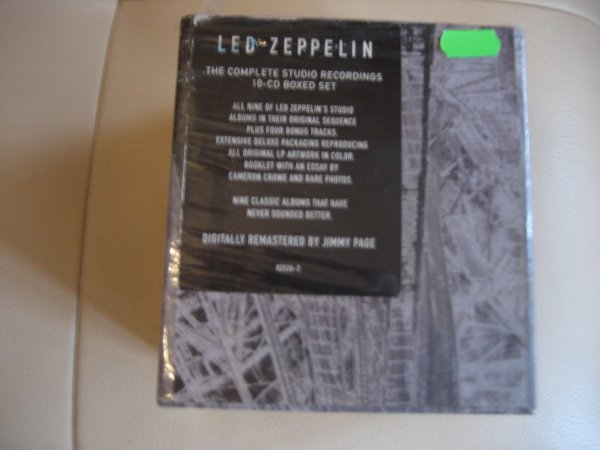 LED ZEPPELIN
THE COMPLETE STUDIO RECORDINGS
10-CD BOXED SET
ALL NINE OF LED ZEPPELIN'S STUDIO
ALBUMS IN THEIR ORIGINAL SEQUENCE
PLUS FOUR BONUS TRACKS.
EXTENSIVE DELUXE PACKAGING REPRODUCING
ALL ORIGINAL LP ARTWORK IN COLOR.
BOOKLET WITH AN ESSAY BY
CAMERON CROWE AND RARE PHOTOS.
NINE CLASSIC ALBUMS THAT HAVE
NEVER SOUNDED BETTER.
DIGITALLY REMASTERED BY JIMMY PAGE
82526-2